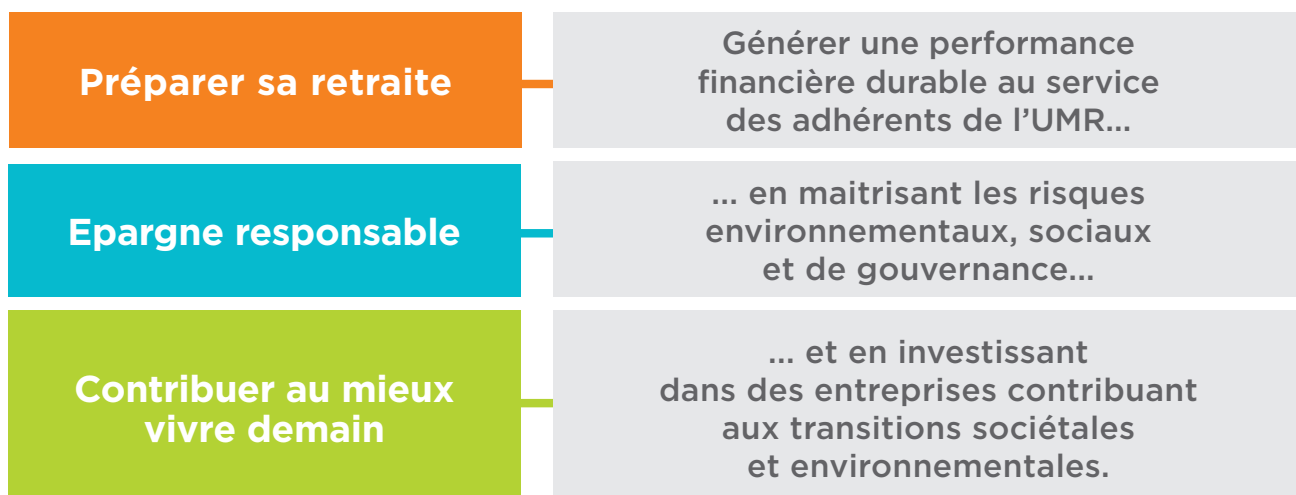 Préparer sa retraite
Générer une performance
financière durable au service
des adhérents de l’UMR...
Epargne responsable
... en maitrisant les risques
environnementaux, sociaux
et de gouvernance...
Contribuer au mieux
vivre demain
... et en investissant
dans des entreprises contribuant
aux transitions sociétales
et environnementales.